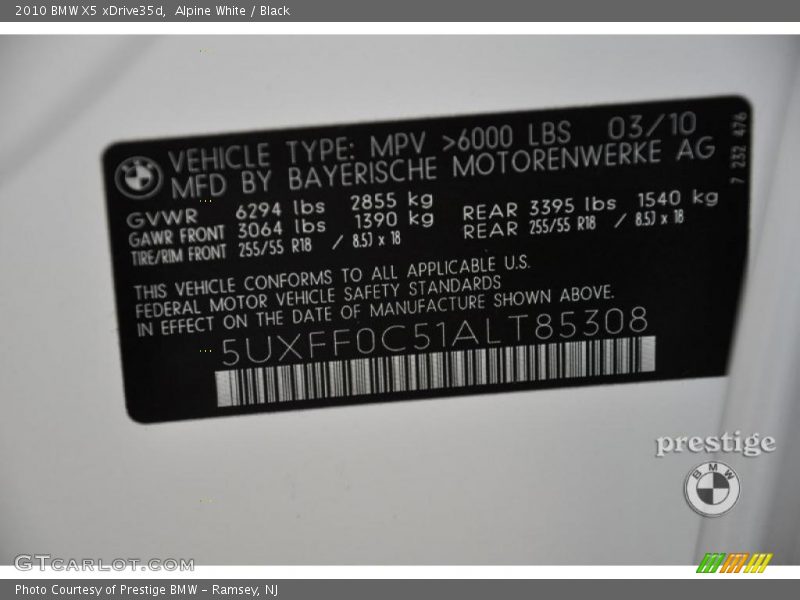 2010 BMW X5 xDrive35d, Alpine White / Black
VEHICLE TYPE: MPV >6000 LBS 03/10
MFD BY BAYERISCHE MOTORENWERKE AG
7 232 476
GVWR 6294 lbs 2855 kg
GAWR FRONT 3064 lbs 1390 kg REAR 3395 lbs 1540 kg
TIRE/RIM FRONT 255/55 R18 / 8.5J x 18 REAR 255/55 R18 / 8.5J x 18
THIS VEHICLE CONFORMS TO ALL APPLICABLE U.S.
FEDERAL MOTOR VEHICLE SAFETY STANDARDS
IN EFFECT ON THE DATE OF MANUFACTURE SHOWN ABOVE.
5UXFF0C51ALT85308
prestige
BMW
GTCARLOT.COM
Photo Courtesy of Prestige BMW - Ramsey, NJ